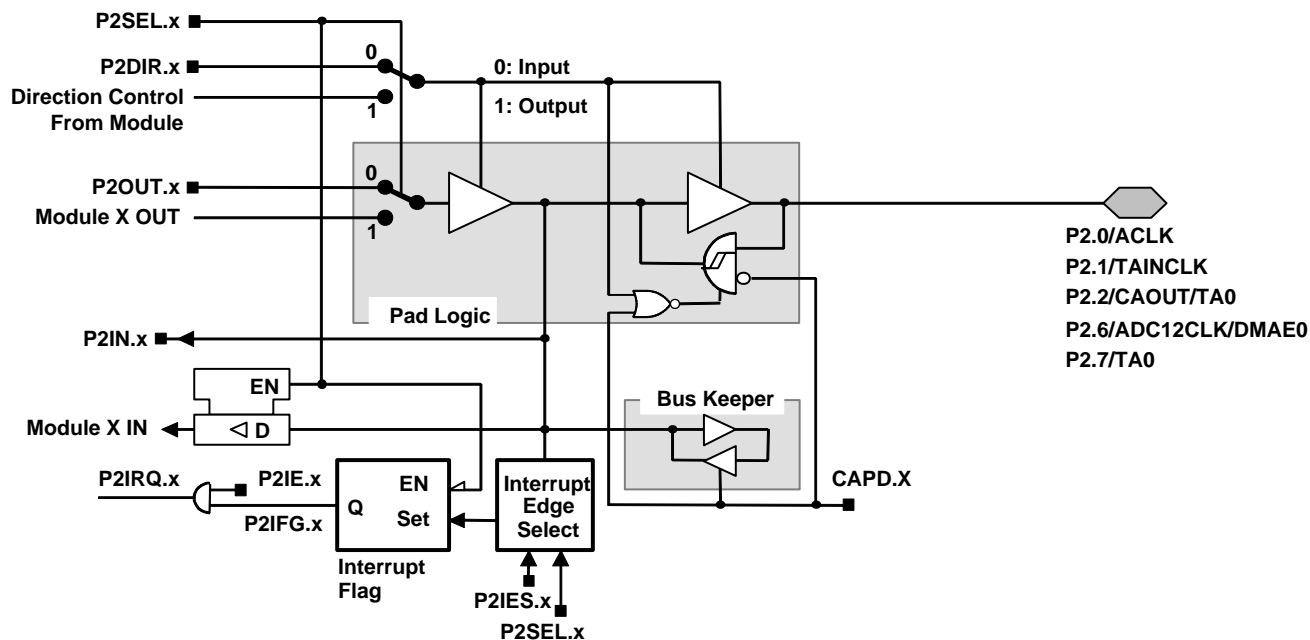 P2SEL.x
0
P2DIR.x
0: Input
Direction Control
From Module
1
1: Output
0
P2OUT.x
Module X OUT
1
P2.0/ACLK
P2.1/TAINCLK
P2.2/CAOUT/TA0
P2.6/ADC12CLK/DMAE0
P2.7/TA0
Pad Logic
P2IN.x
EN
Bus Keeper
Module X IN
D
P2IRQ.x
P2IE.x
P2IFG.x
Q
EN
Set
Interrupt
Edge
Select
CAPD.X
Interrupt
Flag
P2IES.x
P2SEL.x